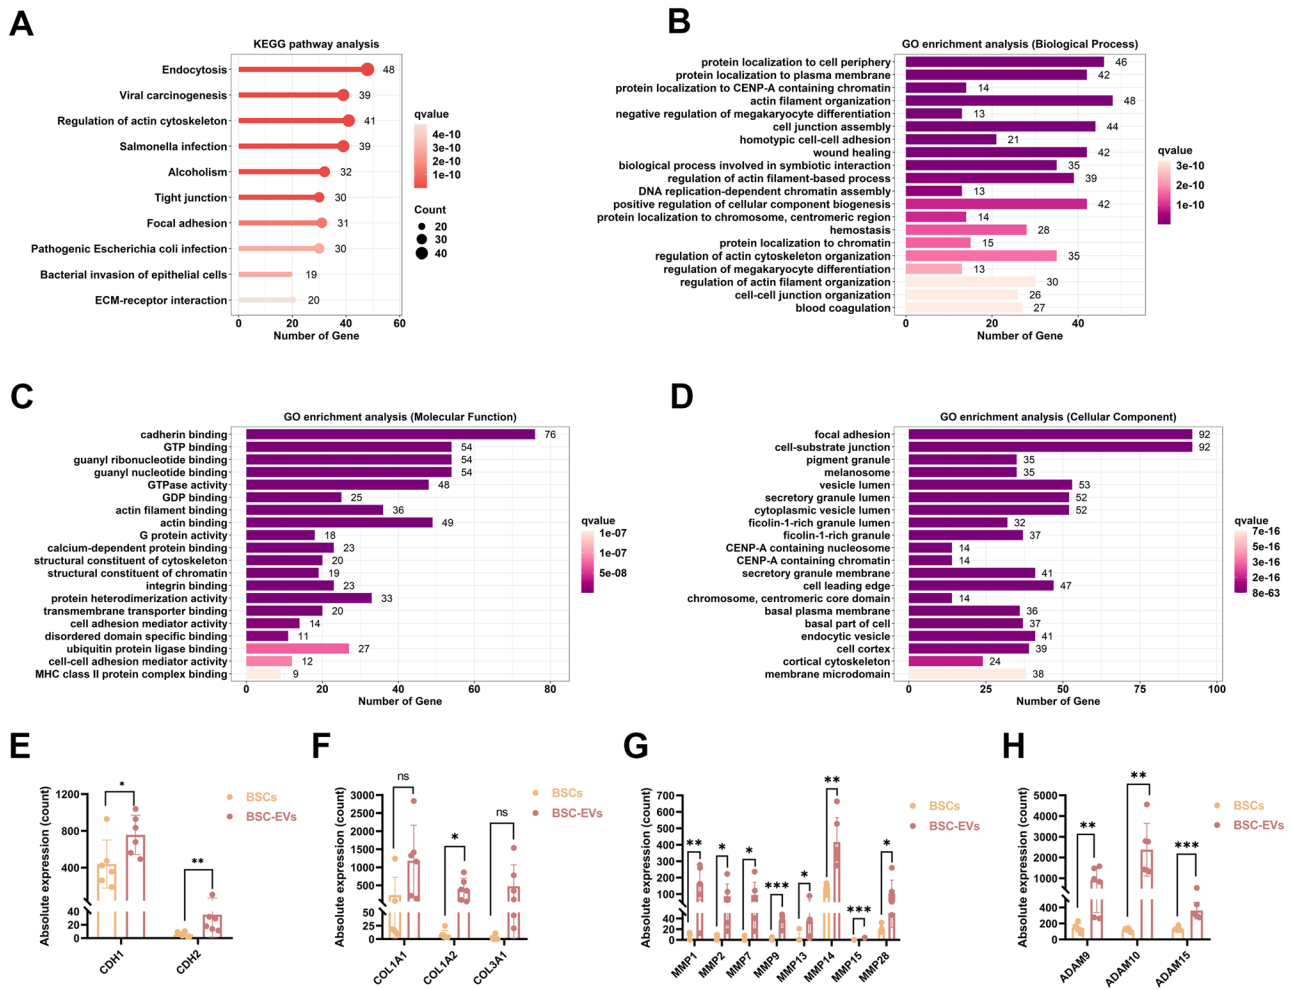 A
KEGG pathway analysis
Endocytosis 48
Viral carcinogenesis 39
Regulation of actin cytoskeleton 41
Salmonella infection 39
Alcoholism 32
Tight junction 30
Focal adhesion 31
Pathogenic Escherichia coli infection 30
Bacterial invasion of epithelial cells 19
ECM-receptor interaction 20
0 20 40 60
Number of Gene
qvalue
4e-10
3e-10
2e-10
1e-10
Count
20
30
40
B
GO enrichment analysis (Biological Process)
protein localization to cell periphery 46
protein localization to plasma membrane 42
protein localization to CENP-A containing chromatin 14
actin filament organization 48
negative regulation of megakaryocyte differentiation 13
cell junction assembly 44
homotypic cell-cell adhesion 21
wound healing 42
biological process involved in symbiotic interaction 35
regulation of actin filament-based process 39
DNA replication-dependent chromatin assembly 13
positive regulation of cellular component biogenesis 42
protein localization to chromosome, centromeric region 14
hemostasis 28
protein localization to chromatin 15
regulation of actin cytoskeleton organization 35
regulation of megakaryocyte differentiation 13
regulation of actin filament organization 30
cell-cell junction organization 26
blood coagulation 27
0 20 40
Number of Gene
qvalue
3e-10
2e-10
1e-10
C
GO enrichment analysis (Molecular Function)
cadherin binding 76
GTP binding 54
guanyl ribonucleotide binding 54
guanyl nucleotide binding 54
GTPase activity 48
GDP binding 25
actin filament binding 36
actin binding 49
G protein activity 18
calcium-dependent protein binding 23
structural constituent of cytoskeleton 20
structural constituent of chromatin 19
integrin binding 23
protein heterodimerization activity 33
transmembrane transporter binding 20
cell adhesion mediator activity 14
disordered domain specific binding 11
ubiquitin protein ligase binding 27
cell-cell adhesion mediator activity 12
MHC class II protein complex binding 9
0 20 40 60 80
Number of Gene
qvalue
1e-07
1e-07
5e-08
D
GO enrichment analysis (Cellular Component)
focal adhesion 92
cell-substrate junction 92
pigment granule 35
melanosome 35
vesicle lumen 53
secretory granule lumen 52
cytoplasmic vesicle lumen 52
ficolin-1-rich granule lumen 32
ficolin-1-rich granule 37
CENP-A containing nucleosome 14
CENP-A containing chromatin 14
secretory granule membrane 41
cell leading edge 47
chromosome, centromeric core domain 14
basal plasma membrane 36
basal part of cell 37
endocytic vesicle 41
cell cortex 39
cortical cytoskeleton 24
membrane microdomain 38
0 25 50 75 100
Number of Gene
qvalue
7e-16
5e-16
3e-16
2e-16
8e-63
E
Absolute expression (count)
1200
800
400
40
20
0
*
**
CDH1 CDH2
BSCs
BSC-EVs
F
Absolute expression (count)
3000
2000
1000
50
25
0
ns
*
ns
COL1A1 COL1A2 COL3A1
BSCs
BSC-EVs
G
Absolute expression (count)
700
600
500
400
300
200
100
50
0
** * * *** * ** *** *
MMP1 MMP2 MMP7 MMP9 MMP13 MMP14 MMP15 MMP28
BSCs
BSC-EVs
H
Absolute expression (count)
5000
4000
3000
2000
1000
400
200
0
** ** ***
ADAM9 ADAM10 ADAM15
BSCs
BSC-EVs